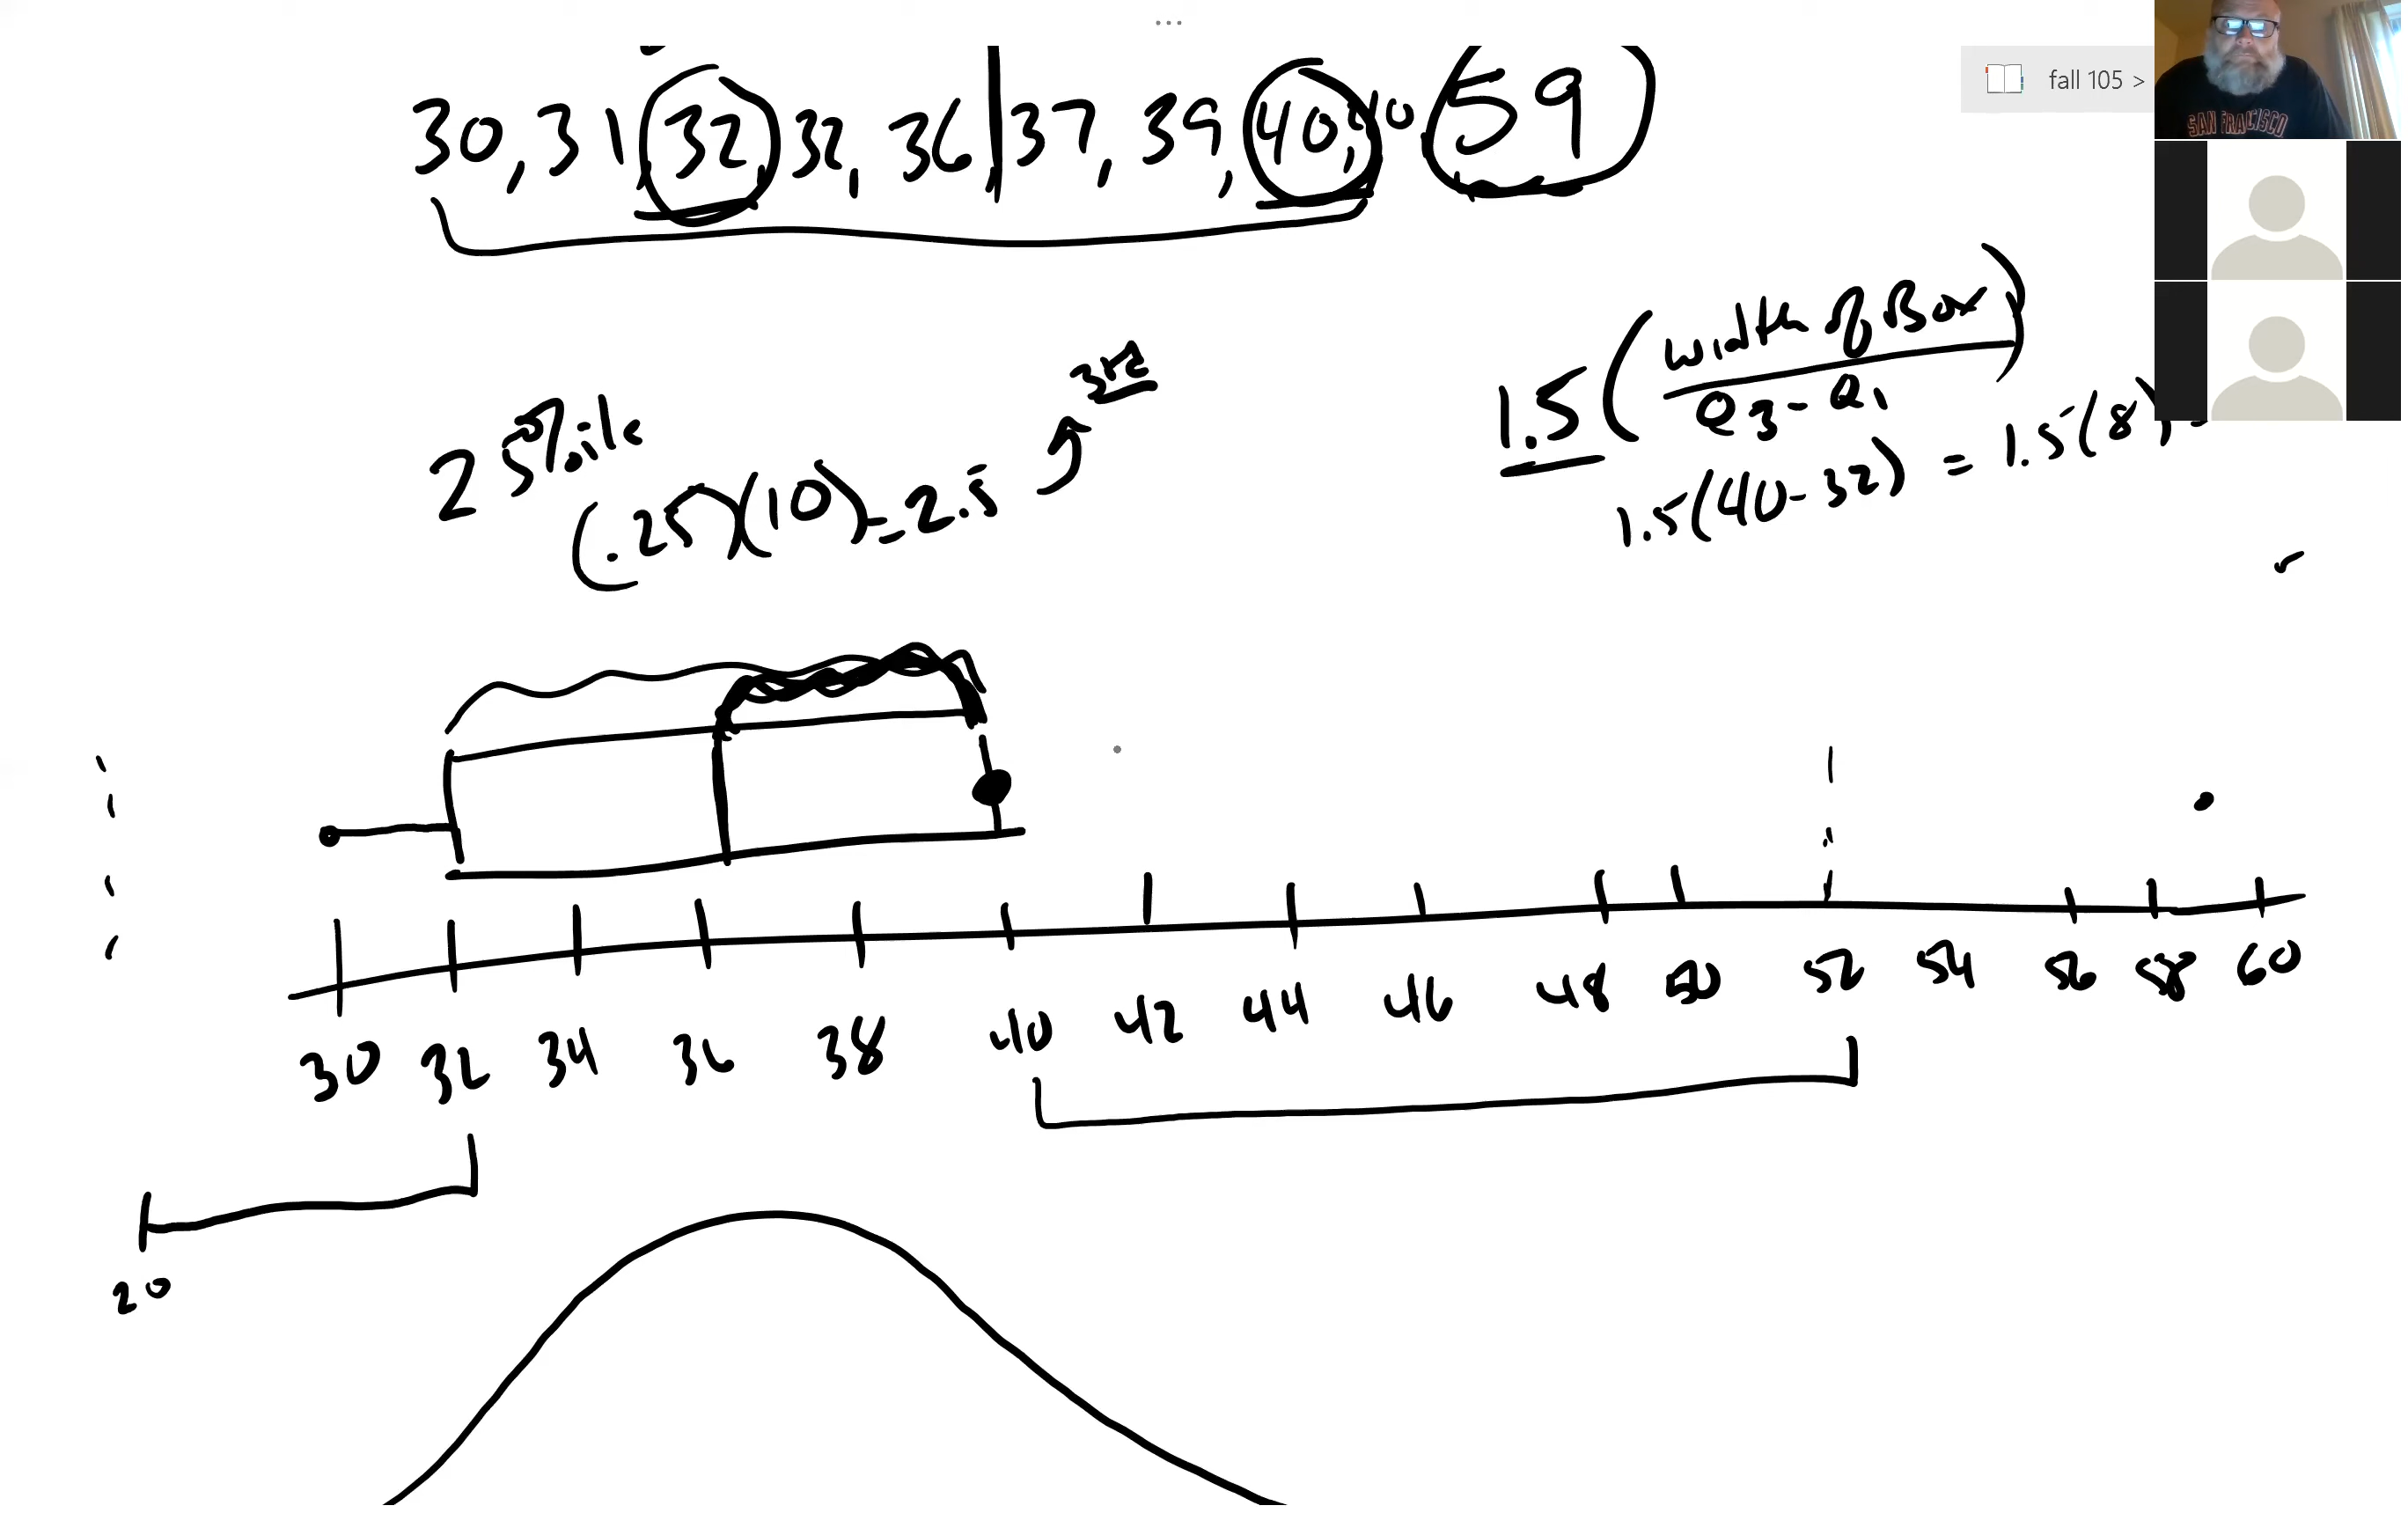 30, 31, 32, 32, 36 | 37, 39, 40, 40 59
fall 105 >
SAN FRANCISCO
25%ile
(.25)(10) = 2.5
3rd
1.5 (width of Box)
Q3 - Q1
1.5(40-32) = 1.5(8)
30 32 34 36 38 40 42 44 46 48 50 52 54 56 58 60
20